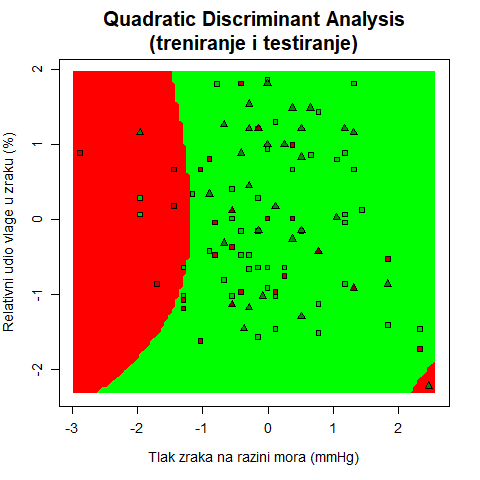 Quadratic Discriminant Analysis
(treniranje i testiranje)
Relativni udio vlage u zraku (%)
2
1
0
-1
-2
-3
-2
-1
0
1
2
Tlak zraka na razini mora (mmHg)